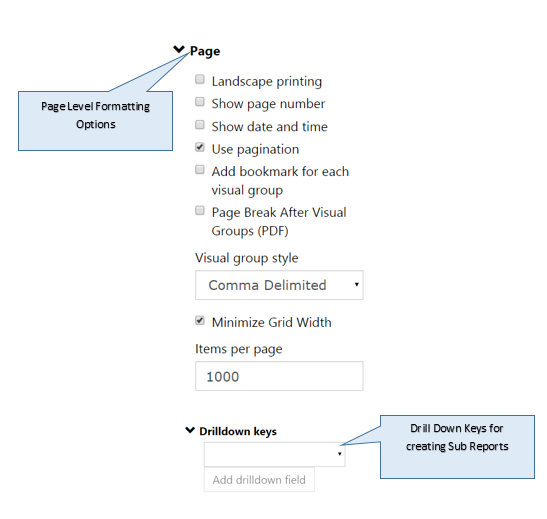 Page
Page Level Formatting
Options
Landscape printing
Show page number
Show date and time
Use pagination
Add bookmark for each
visual group
Page Break After Visual
Groups (PDF)
Visual group style
Comma Delimited
Minimize Grid Width
Items per page
1000
Drilldown keys
Drill Down Keys for
creating Sub Reports
Add drilldown field